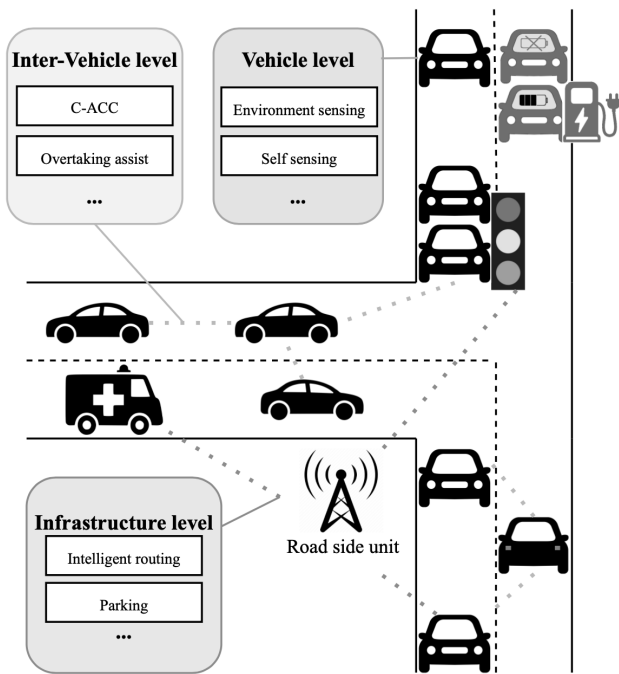 Inter-Vehicle level
C-ACC
Overtaking assist
...
Vehicle level
Environment sensing
Self sensing
...
Road side unit
Infrastructure level
Intelligent routing
Parking
...